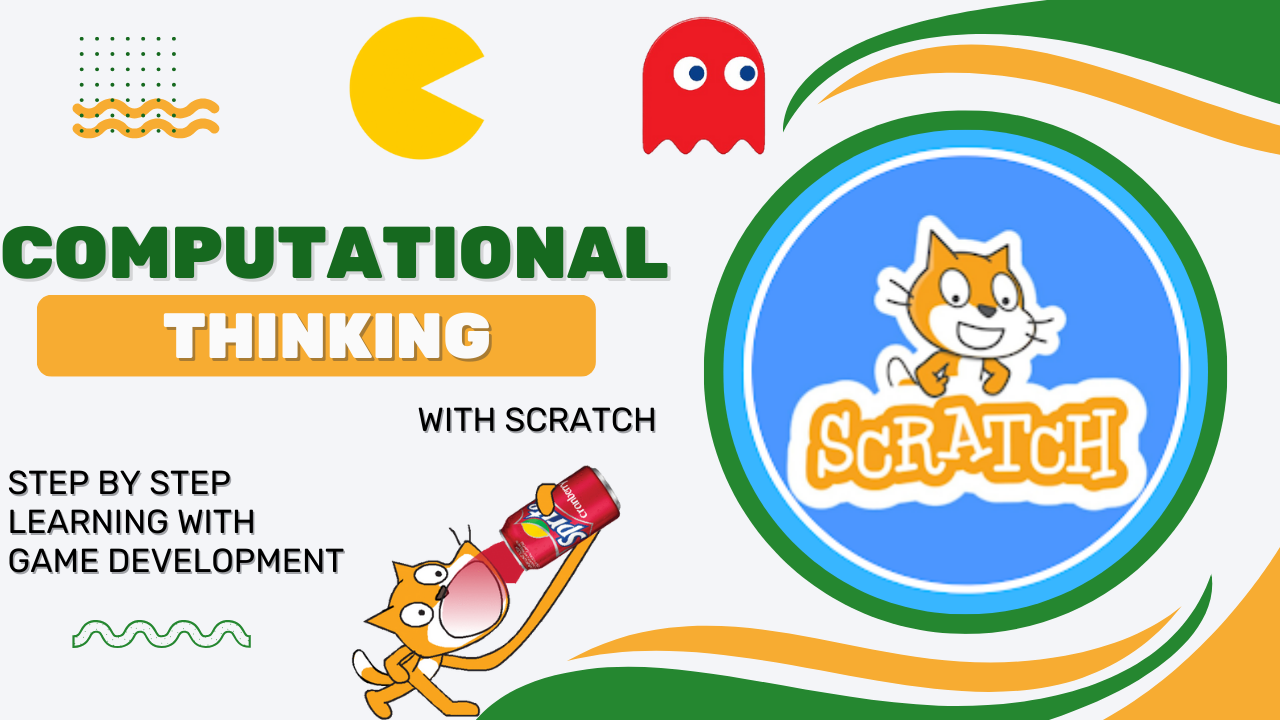 COMPUTATIONAL
THINKING
WITH SCRATCH
STEP BY STEP
LEARNING WITH
GAME DEVELOPMENT
SCRATCH
cranberry
Sprite